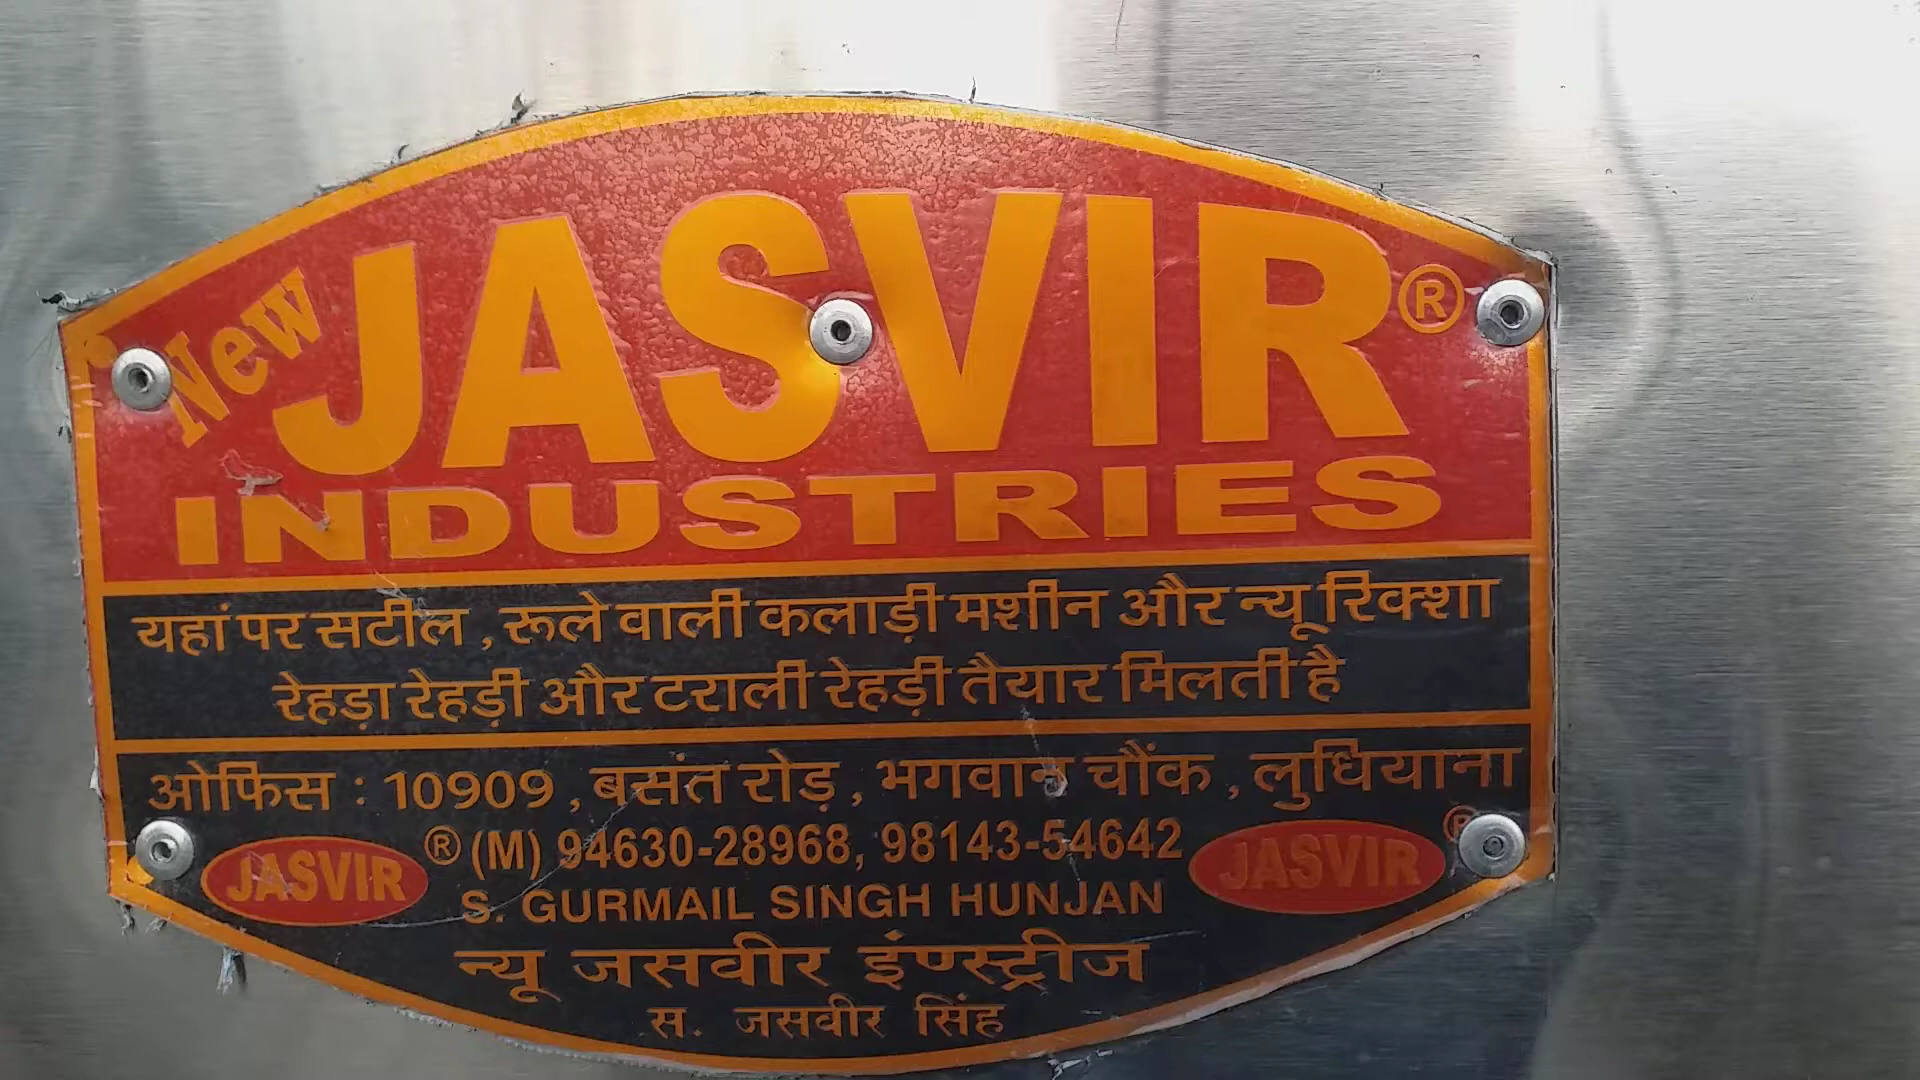 New JASVIR ®
INDUSTRIES
यहां पर सटील , रूले वाली कलाड़ी मशीन और न्यू रिक्शा
रेहड़ा रेहड़ी और टराली रेहड़ी तैयार मिलती है
ओफिस : 10909 , बसंत रोड़ , भगवान चौंक , लुधियाना
® (M) 94630-28968, 98143-54642 ®
JASVIR S. GURMAIL SINGH HUNJAN JASVIR
न्यू जसवीर इंण्स्ट्रीज
स. जसवीर सिंह